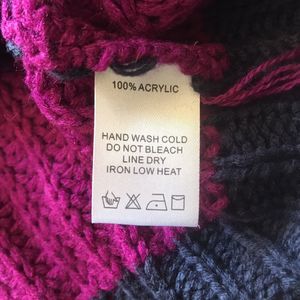 100% ACRYLIC
HAND WASH COLD
DO NOT BLEACH
LINE DRY
IRON LOW HEAT